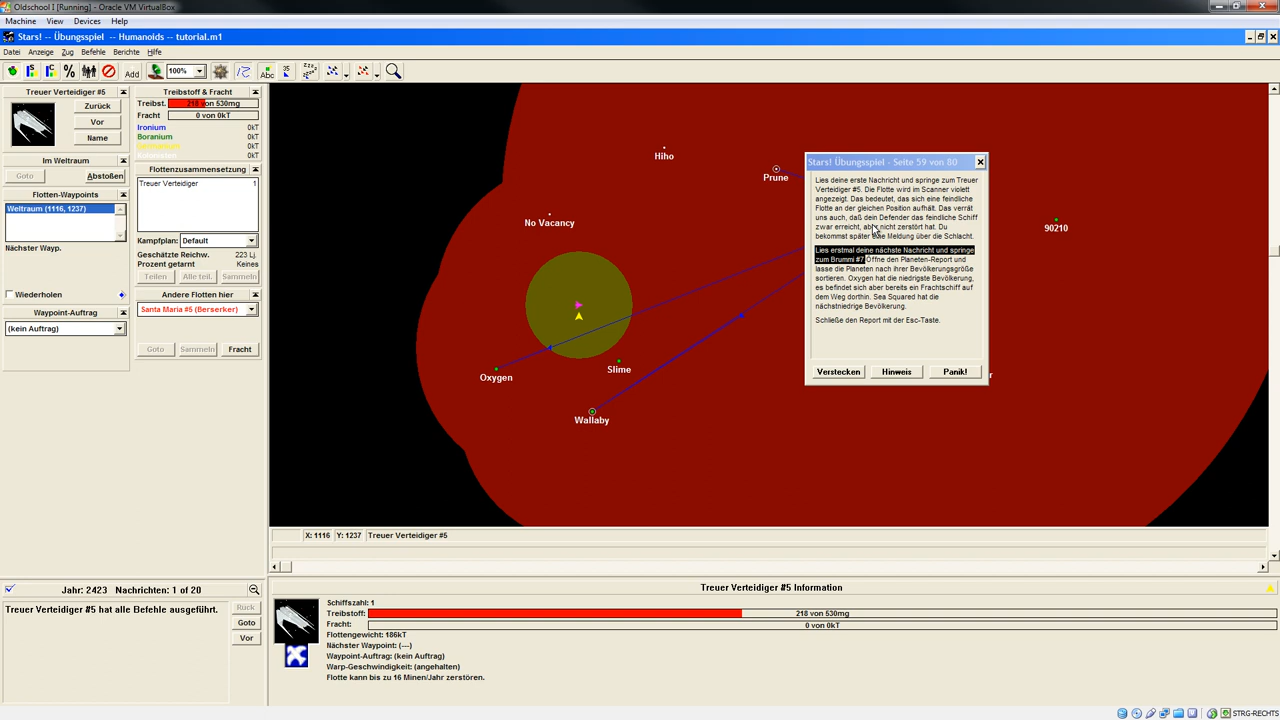 Oldschool I [Running] - Oracle VM VirtualBox
Machine View Devices Help
Stars! -- Übungsspiel -- Humanoids -- tutorial.m1
Datei Anzeige Zug Befehle Berichte Hilfe
Add 100% Abc 35
Treuer Verteidiger #5
Zurück
Vor
Name
Im Weltraum
Goto Abstoßen
Flotten-Waypoints
Weltraum (1116, 1237)
Nächster Wayp.
Wiederholen
Waypoint-Auftrag
(kein Auftrag)
Treibstoff & Fracht
Treibst. 218 von 530mg
Fracht 0 von 0kT
Ironium 0kT
Boranium 0kT
Germanium 0kT
Kolonisten 0kT
Flottenzusammensetzung
Treuer Verteidiger 1
Kampfplan: Default
Geschätzte Reichw. 223 Lj.
Prozent getarnt Keines
Teilen Alle teil. Sammeln
Andere Flotten hier
Santa Maria #5 (Berserker)
Goto Sammeln Fracht
Hiho
Prune
No Vacancy
90210
Oxygen
Slime
Wallaby
r
Stars! Übungsspiel - Seite 59 von 80
Lies deine erste Nachricht und springe zum Treuer
Verteidiger #5. Die Flotte wird im Scanner violett
angezeigt. Das bedeutet, das sich eine feindliche
Flotte an der gleichen Position aufhält. Das verrät
uns auch, daß dein Defender das feindliche Schiff
zwar erreicht, aber nicht zerstört hat. Du
bekommst später eine Meldung über die Schlacht.
Lies erstmal deine nächste Nachricht und springe
zum Brummi #7. Öffne den Planeten-Report und
lasse die Planeten nach ihrer Bevölkerungsgröße
sortieren. Oxygen hat die niedrigste Bevölkerung,
es befindet sich aber bereits ein Frachtschiff auf
dem Weg dorthin. Sea Squared hat die
nächstniedrige Bevölkerung.
Schließe den Report mit der Esc-Taste.
Verstecken Hinweis Panik!
X: 1116 Y: 1237 Treuer Verteidiger #5
Jahr: 2423 Nachrichten: 1 of 20
Treuer Verteidiger #5 hat alle Befehle ausgeführt.
Rück
Goto
Vor
Treuer Verteidiger #5 Information
Schiffszahl: 1
Treibstoff: 218 von 530mg
Fracht: 0 von 0kT
Flottengewicht: 186kT
Nächster Waypoint: (---)
Waypoint-Auftrag: (kein Auftrag)
Warp-Geschwindigkeit: (angehalten)
Flotte kann bis zu 16 Minen/Jahr zerstören.
STRG-RECHTS